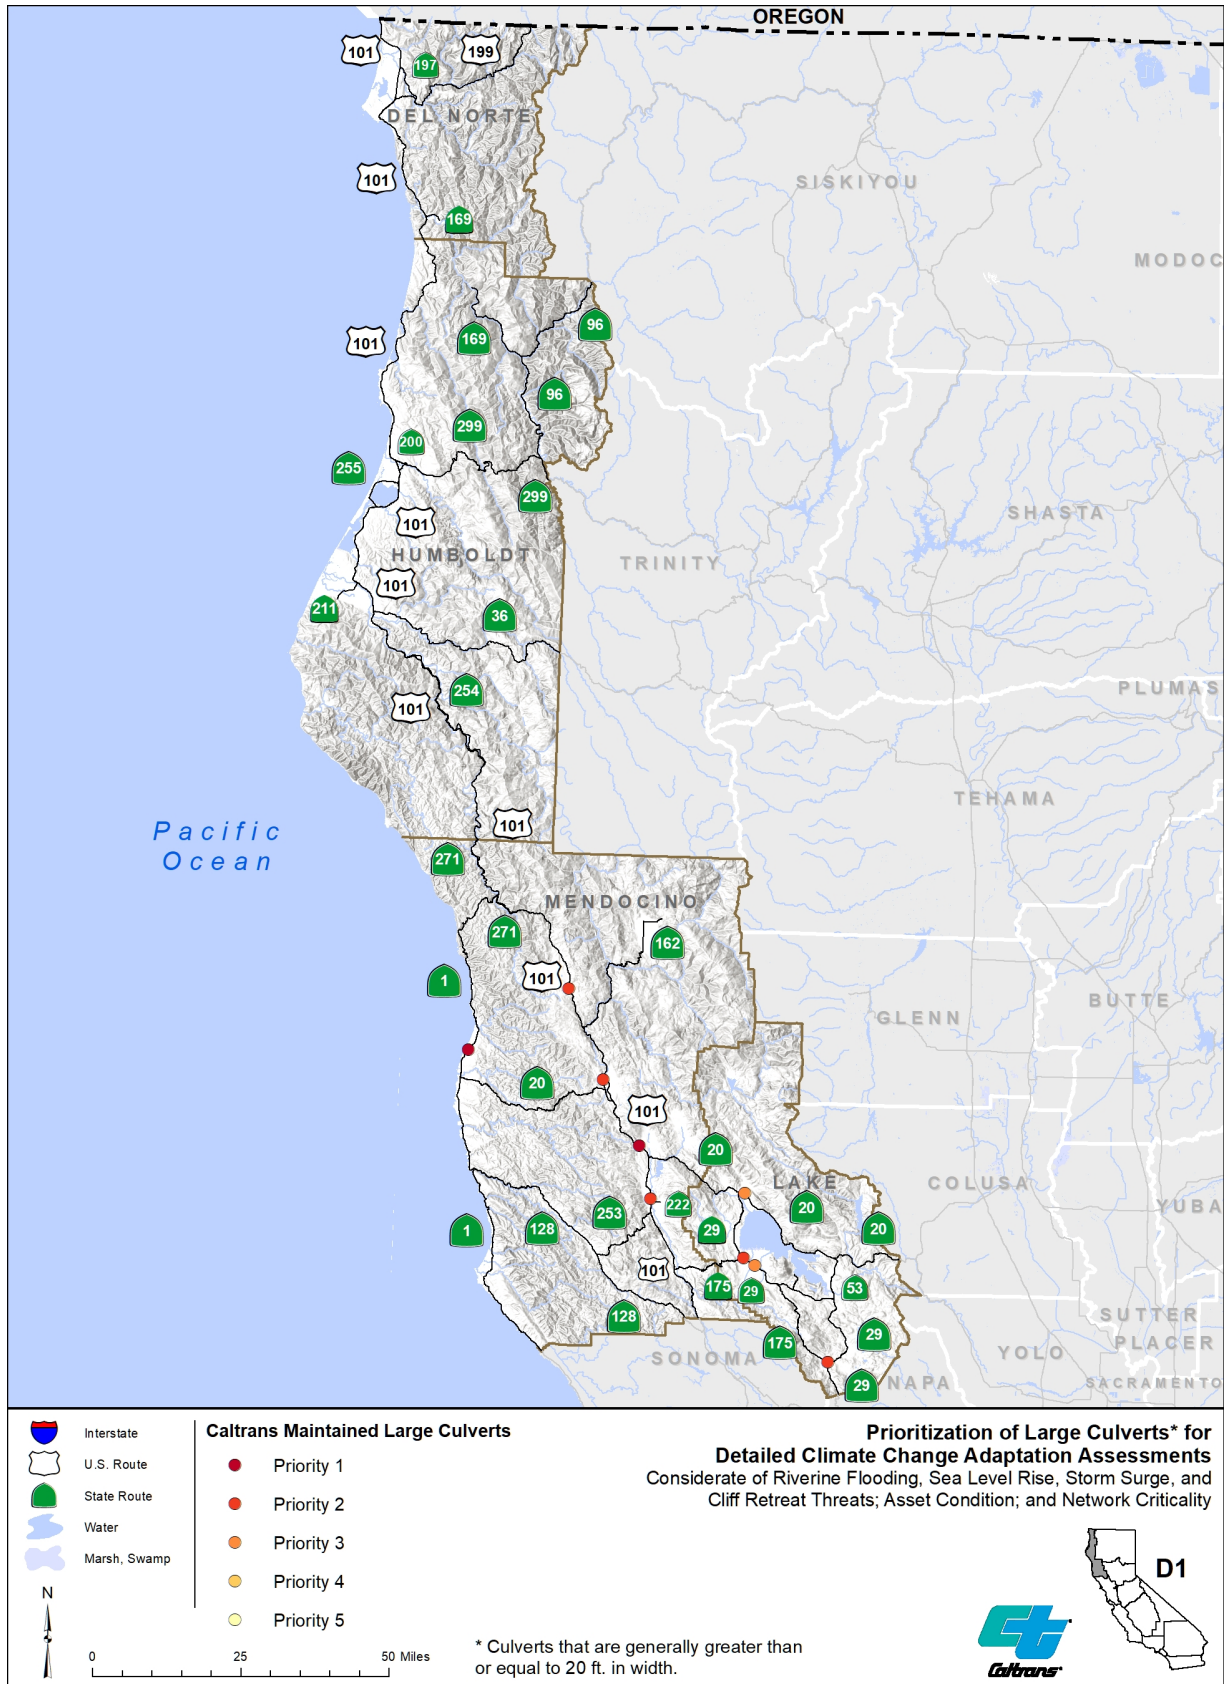 OREGON
101
199
197
DEL NORTE
101
SISKIYOU
169
MODOC
96
169
101
96
299
200
255
299
SHASTA
101
HUMBOLDT
TRINITY
101
211
36
254
PLUMAS
101
TEHAMA
101
Pacific
Ocean
271
MENDOCINO
271
162
101
1
BUTTE
GLENN
20
101
20
LAKE
COLUSA
222
20
YUBA
253
1
128
29
20
101
175
29
53
SUTTER
128
29
PLACER
175
YOLO
SONOMA
29
NAPA
SACRAMENTO
Interstate
U.S. Route
State Route
Water
Marsh, Swamp
N
0 25 50 Miles
Caltrans Maintained Large Culverts
Priority 1
Priority 2
Priority 3
Priority 4
Priority 5
* Culverts that are generally greater than
or equal to 20 ft. in width.
Prioritization of Large Culverts* for
Detailed Climate Change Adaptation Assessments
Considerate of Riverine Flooding, Sea Level Rise, Storm Surge, and
Cliff Retreat Threats; Asset Condition; and Network Criticality
D1
Caltrans